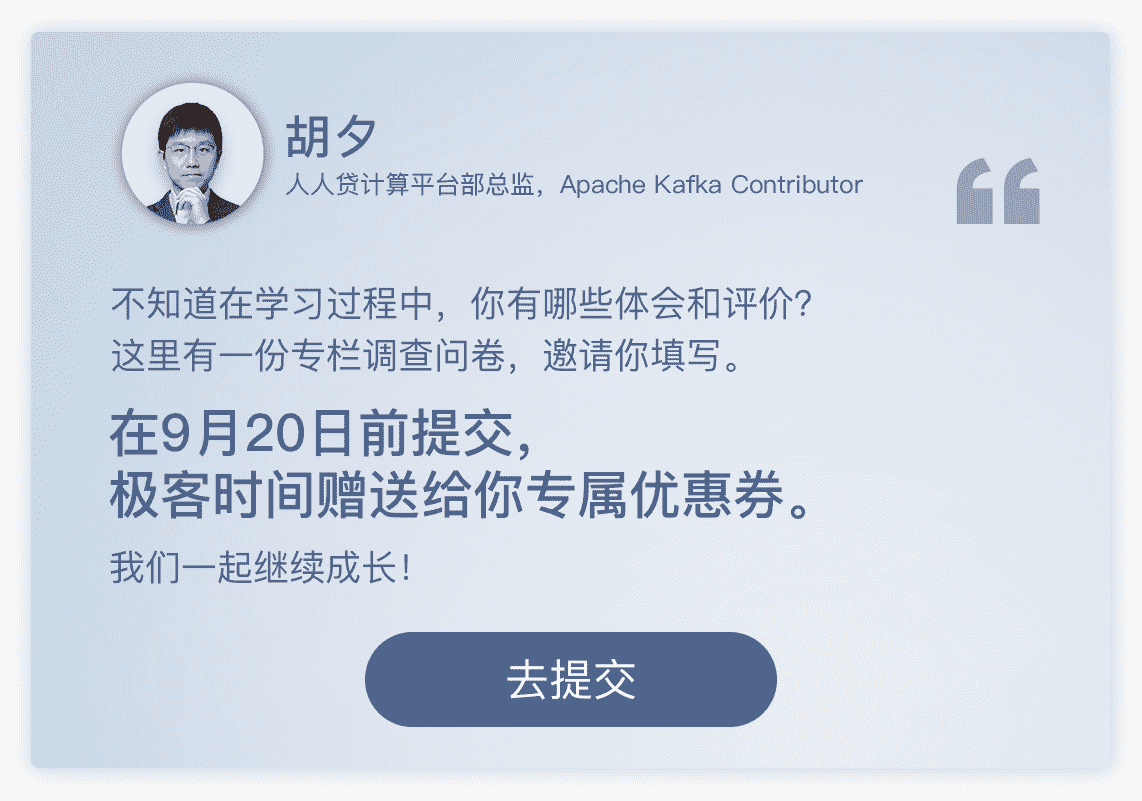 胡夕
人人贷计算平台部总监，Apache Kafka Contributor
不知道在学习过程中，你有哪些体会和评价？
这里有一份专栏调查问卷，邀请你填写。
在9月20日前提交，
极客时间赠送给你专属优惠券。
我们一起继续成长！
去提交